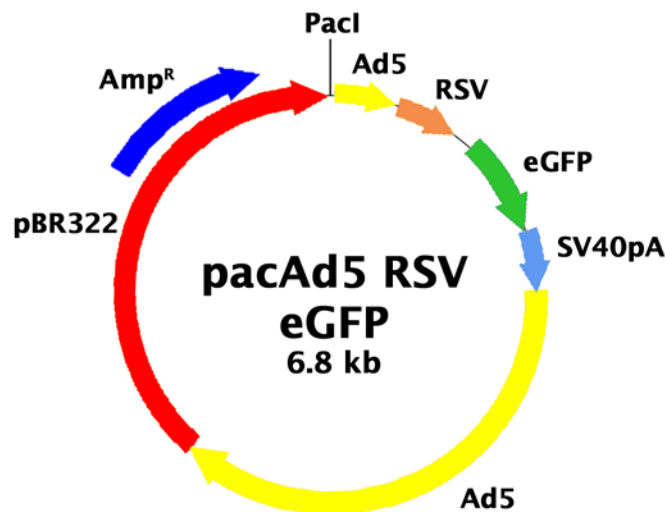 PacI
Ad5
Amp^R
RSV
eGFP
pBR322
SV40pA
pacAd5 RSV
eGFP
6.8 kb
Ad5